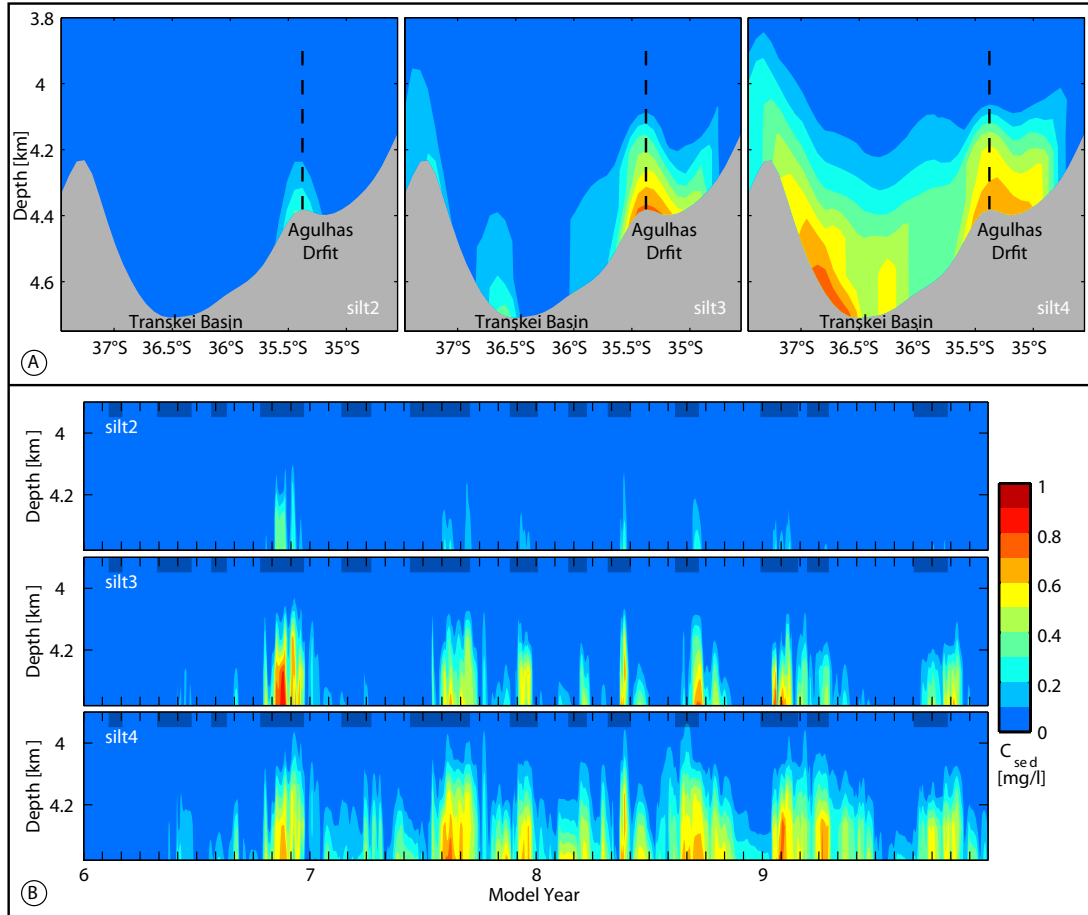 3.8
4
4.2
4.4
4.6
Depth [km]
Agulhas
Drfit
silt2
Transkei Basin
37°S 36.5°S 36°S 35.5°S 35°S
Agulhas
Drfit
silt3
Transkei Basin
37°S 36.5°S 36°S 35.5°S 35°S
Agulhas
Drfit
silt4
Transkei Basin
37°S 36.5°S 36°S 35.5°S 35°S
A
silt2
4
4.2
Depth [km]
silt3
4
4.2
Depth [km]
silt4
4
4.2
Depth [km]
6 7 8 9
Model Year
B
1
0.8
0.6
0.4
0.2
0
C sed
[mg/l]